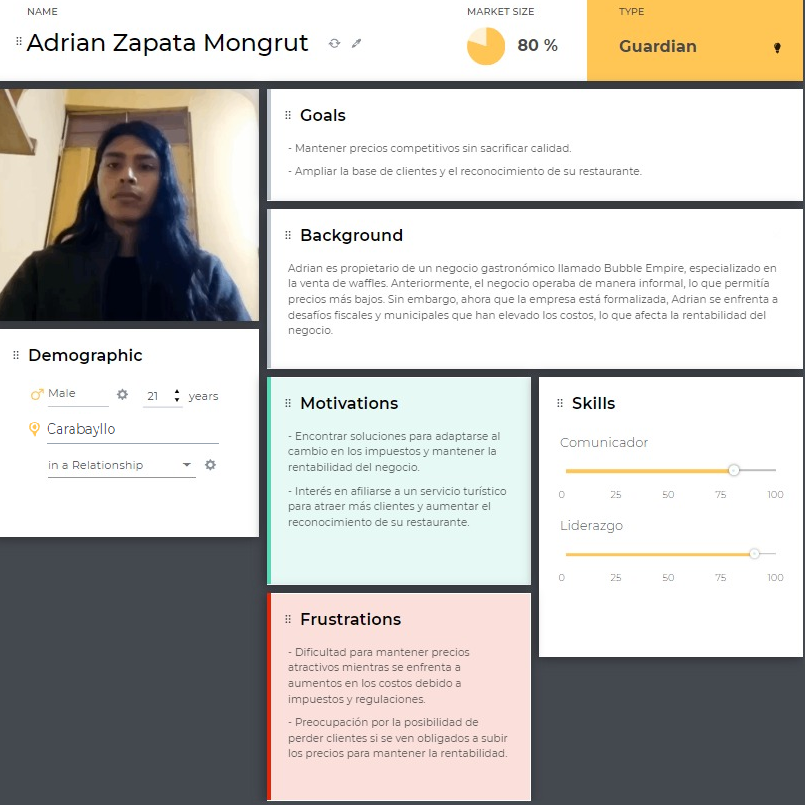 NAME
Adrian Zapata Mongrut
MARKET SIZE
80 %
TYPE
Guardian
Goals
- Mantener precios competitivos sin sacrificar calidad.
- Ampliar la base de clientes y el reconocimiento de su restaurante.
Background
Adrian es propietario de un negocio gastronómico llamado Bubble Empire, especializado en
la venta de waffles. Anteriormente, el negocio operaba de manera informal, lo que permitía
precios más bajos. Sin embargo, ahora que la empresa está formalizada, Adrian se enfrenta a
desafíos fiscales y municipales que han elevado los costos, lo que afecta la rentabilidad del
negocio.
Demographic
Male
21 years
Carabayllo
in a Relationship
Motivations
- Encontrar soluciones para adaptarse al
cambio en los impuestos y mantener la
rentabilidad del negocio.
- Interés en afiliarse a un servicio turístico
para atraer más clientes y aumentar el
reconocimiento de su restaurante.
Skills
Comunicador
0 25 50 75 100
Liderazgo
0 25 50 75 100
Frustrations
- Dificultad para mantener precios
atractivos mientras se enfrenta a
aumentos en los costos debido a
impuestos y regulaciones.
- Preocupación por la posibilidad de
perder clientes si se ven obligados a subir
los precios para mantener la rentabilidad.